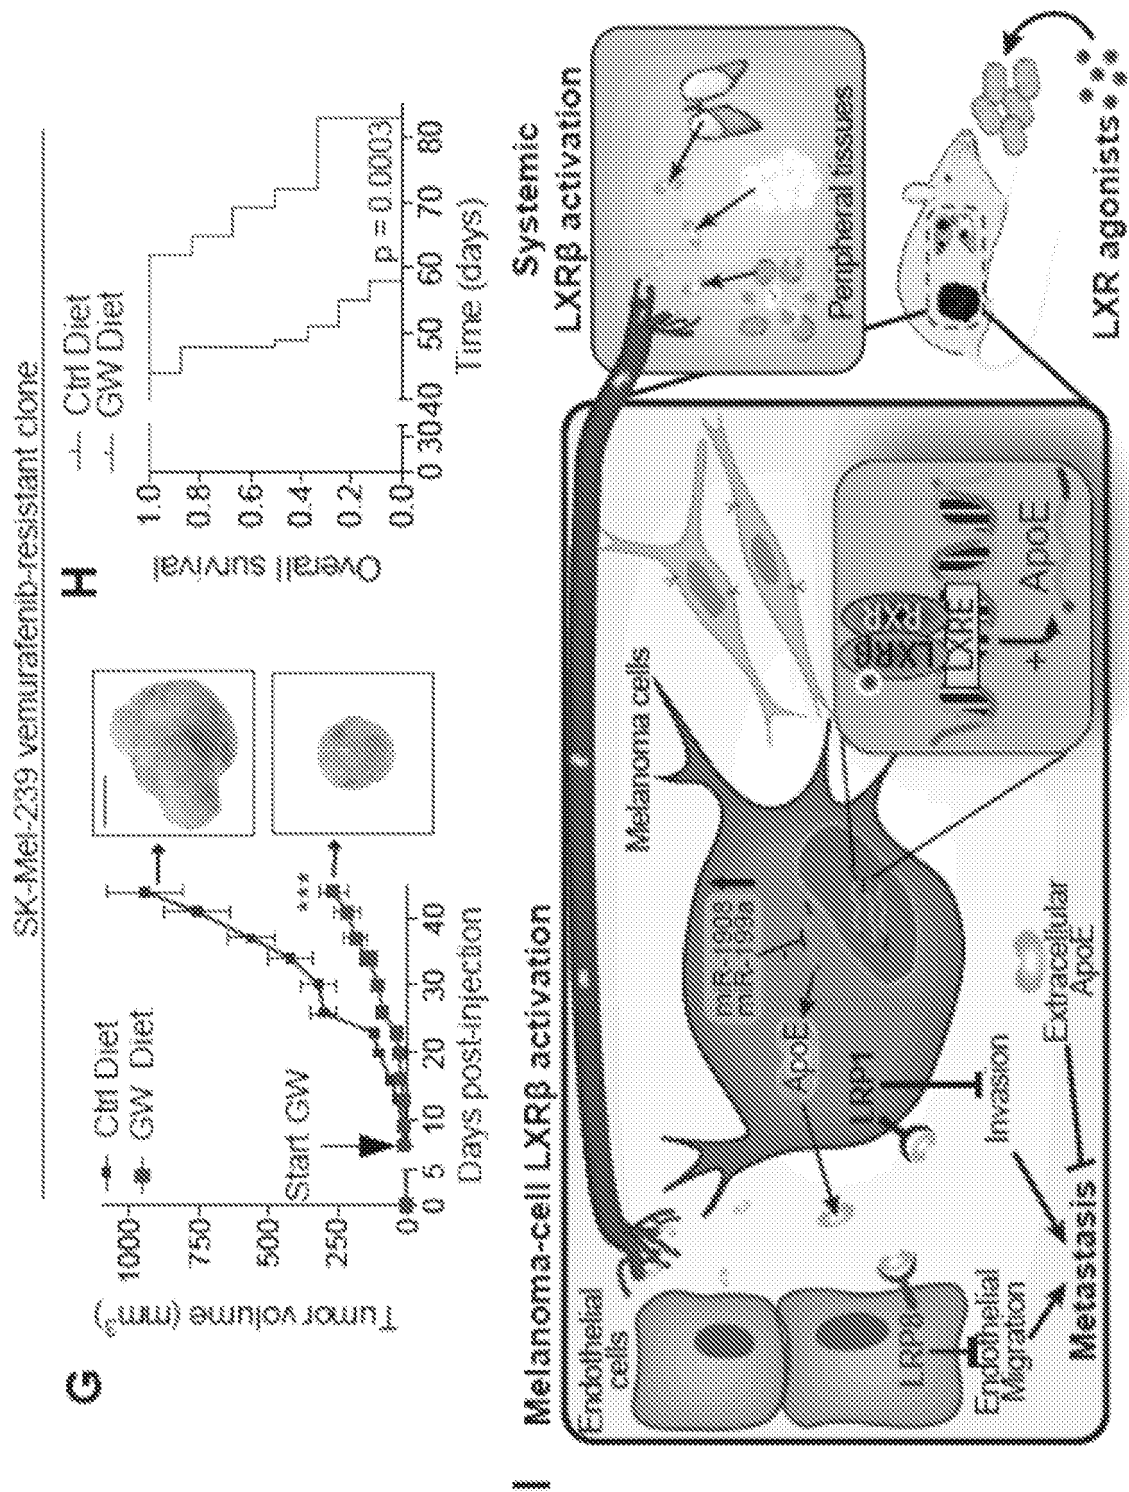 SK-Mel-239 vemurafenib-resistant clone
G
Ctrl Diet
GW Diet
Tumor volume (mm³)
1000
750
500
250
0
Start GW
***
0 5 10 20 30 40
Days post-injection
H
Ctrl Diet
GW Diet
Overall survival
1.0
0.8
0.6
0.4
0.2
0.0
p = 0.0003
0 30 40 50 60 70 80
Time (days)
I
Melanoma-cell LXRβ activation
Systemic
LXRβ activation
Endothelial
cells
Melanoma cells
Peripheral tissues
ApoE
LRP1
LXRβ
RXR
LXRE
+
ApoE
Endothelial
Migration
Invasion
Extracellular
ApoE
Metastasis
LXR agonists